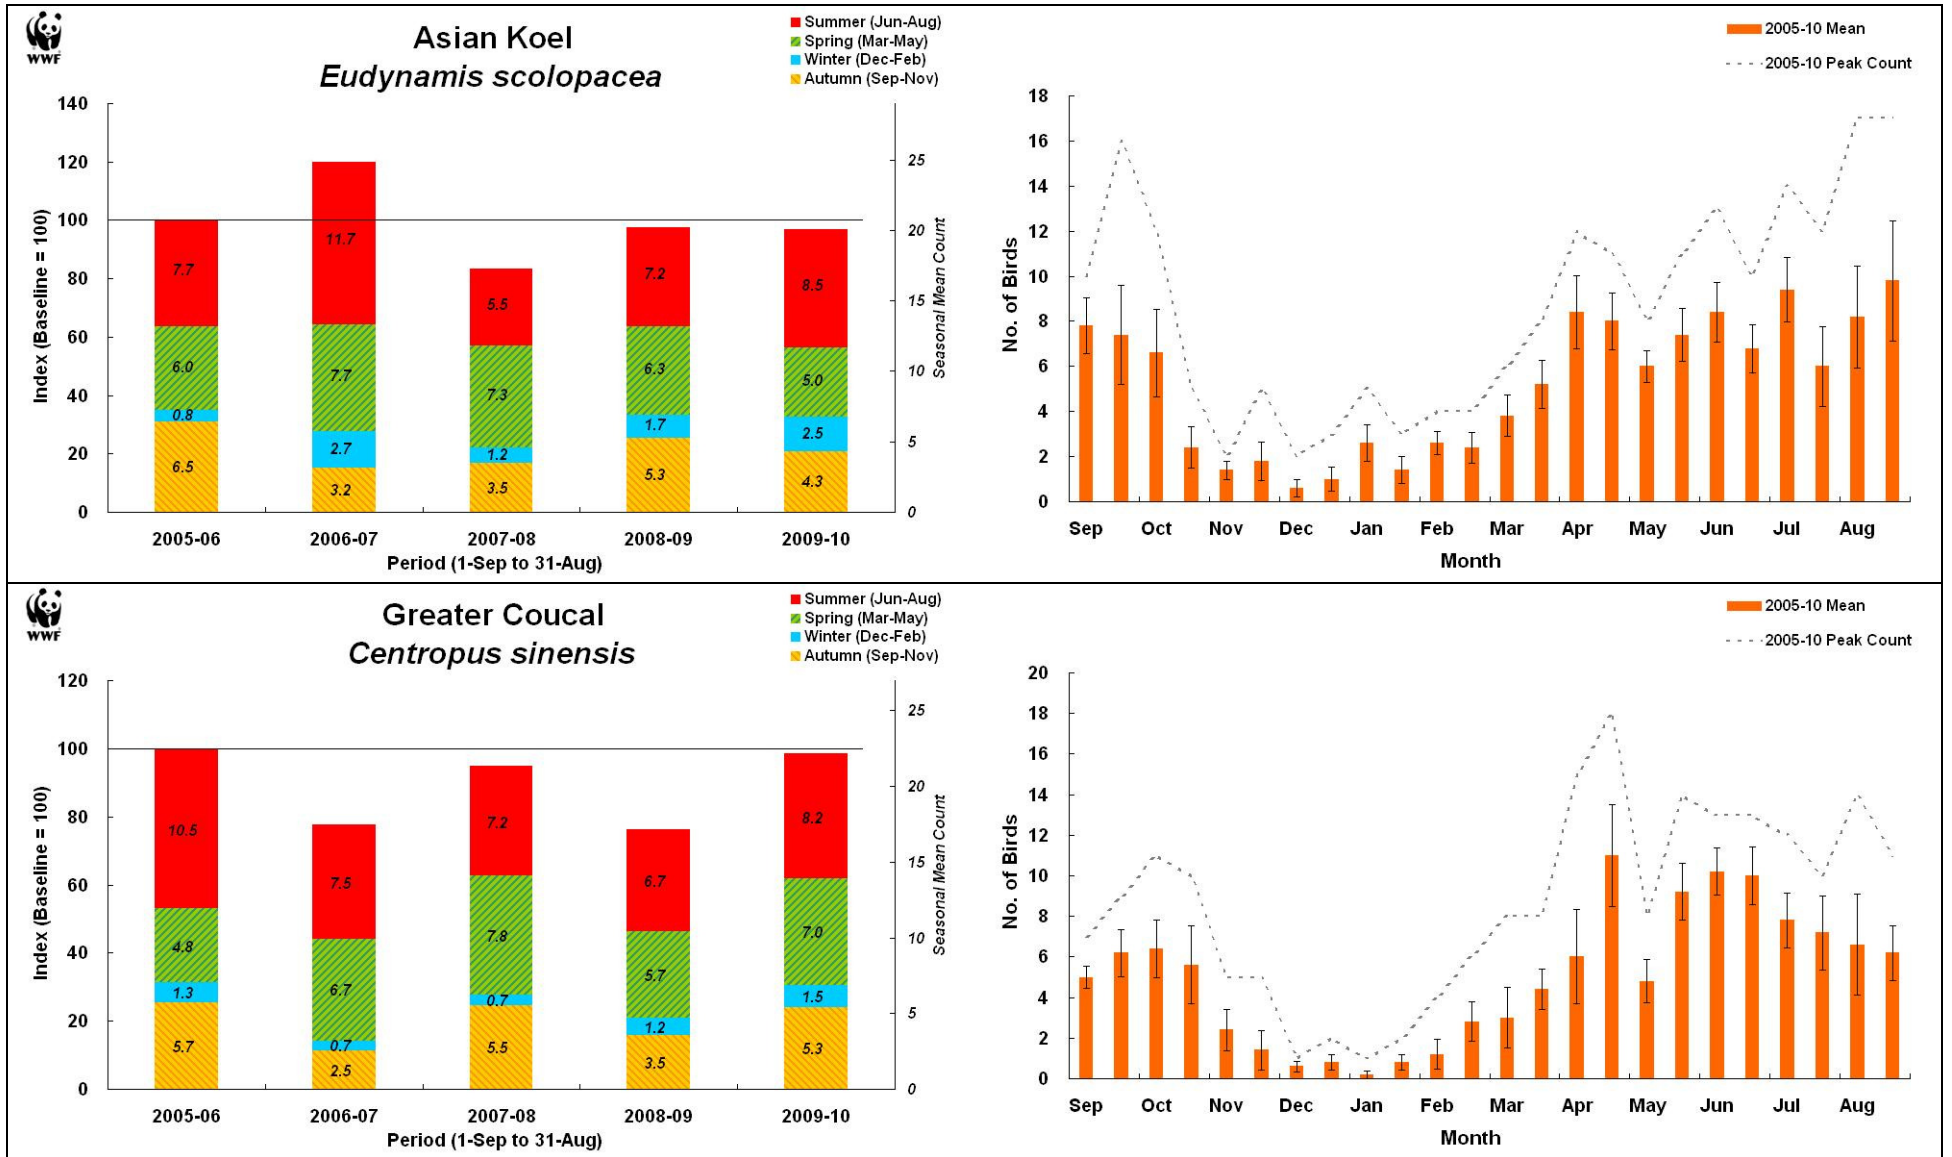 WWF
Asian Koel
Eudynamis scolopacea
Summer (Jun-Aug)
Spring (Mar-May)
Winter (Dec-Feb)
Autumn (Sep-Nov)
Index (Baseline = 100)
140
120
100
80
60
40
20
0
7.7
6.0
0.8
6.5
11.7
7.7
2.7
3.2
5.5
7.3
1.2
3.5
7.2
6.3
1.7
5.3
8.5
5.0
2.5
4.3
25
20
15
10
5
0
Seasonal Mean Count
2005-06 2006-07 2007-08 2008-09 2009-10
Period (1-Sep to 31-Aug)
2005-10 Mean
2005-10 Peak Count
No. of Birds
18
16
14
12
10
8
6
4
2
0
Sep Oct Nov Dec Jan Feb Mar Apr May Jun Jul Aug
Month
WWF
Greater Coucal
Centropus sinensis
Summer (Jun-Aug)
Spring (Mar-May)
Winter (Dec-Feb)
Autumn (Sep-Nov)
Index (Baseline = 100)
120
100
80
60
40
20
0
10.5
4.8
1.3
5.7
7.5
6.7
0.7
2.5
7.2
7.8
0.7
5.5
6.7
5.7
1.2
3.5
8.2
7.0
1.5
5.3
25
20
15
10
5
0
Seasonal Mean Count
2005-06 2006-07 2007-08 2008-09 2009-10
Period (1-Sep to 31-Aug)
2005-10 Mean
2005-10 Peak Count
No. of Birds
20
18
16
14
12
10
8
6
4
2
0
Sep Oct Nov Dec Jan Feb Mar Apr May Jun Jul Aug
Month